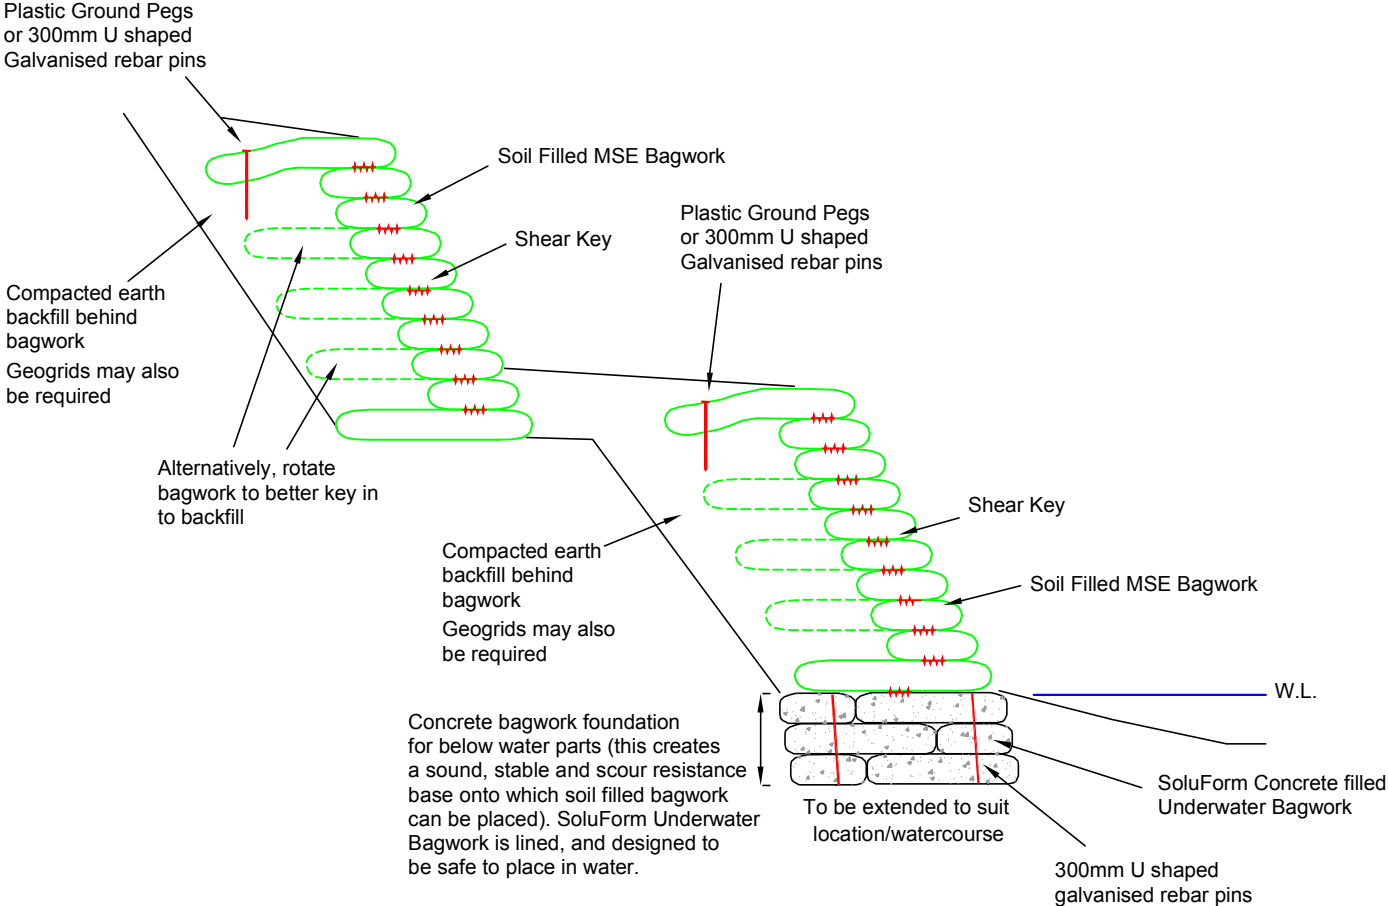 Plastic Ground Pegs
or 300mm U shaped
Galvanised rebar pins
Soil Filled MSE Bagwork
Shear Key
Compacted earth
backfill behind
bagwork
Geogrids may also
be required
Alternatively, rotate
bagwork to better key in
to backfill
Plastic Ground Pegs
or 300mm U shaped
Galvanised rebar pins
Shear Key
Soil Filled MSE Bagwork
Compacted earth
backfill behind
bagwork
Geogrids may also
be required
W.L.
Concrete bagwork foundation
for below water parts (this creates
a sound, stable and scour resistance
base onto which soil filled bagwork
can be placed). SoluForm Underwater
Bagwork is lined, and designed to
be safe to place in water.
To be extended to suit
location/watercourse
SoluForm Concrete filled
Underwater Bagwork
300mm U shaped
galvanised rebar pins